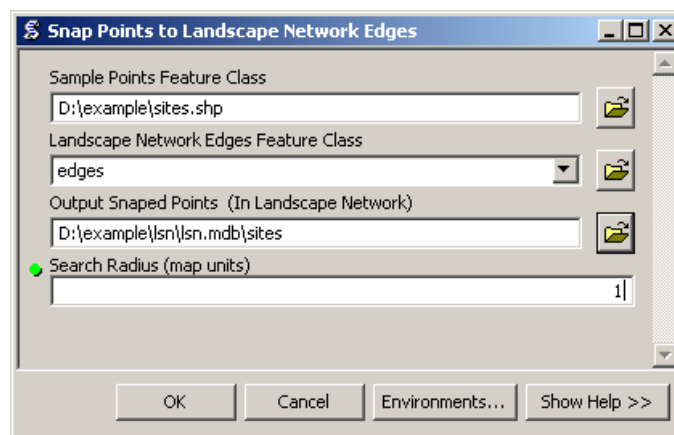 Snap Points to Landscape Network Edges
Sample Points Feature Class
D:\example\sites.shp
Landscape Network Edges Feature Class
edges
Output Snaped Points (In Landscape Network)
D:\example\lsn\lsn.mdb\sites
Search Radius (map units)
1
OK Cancel Environments... Show Help >>